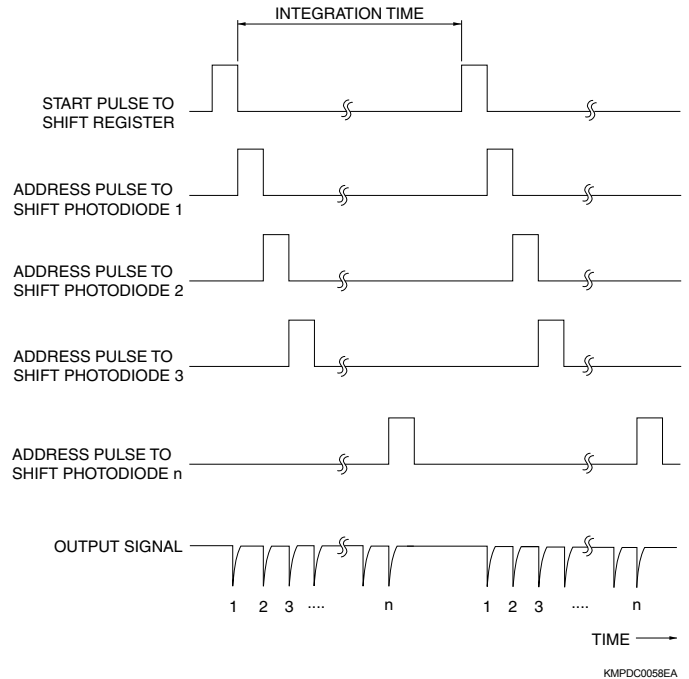 INTEGRATION TIME
START PULSE TO
SHIFT REGISTER
ADDRESS PULSE TO
SHIFT PHOTODIODE 1
ADDRESS PULSE TO
SHIFT PHOTODIODE 2
ADDRESS PULSE TO
SHIFT PHOTODIODE 3
ADDRESS PULSE TO
SHIFT PHOTODIODE n
OUTPUT SIGNAL
1 2 3 .... n 1 2 3 .... n
TIME
KMPDC0058EA